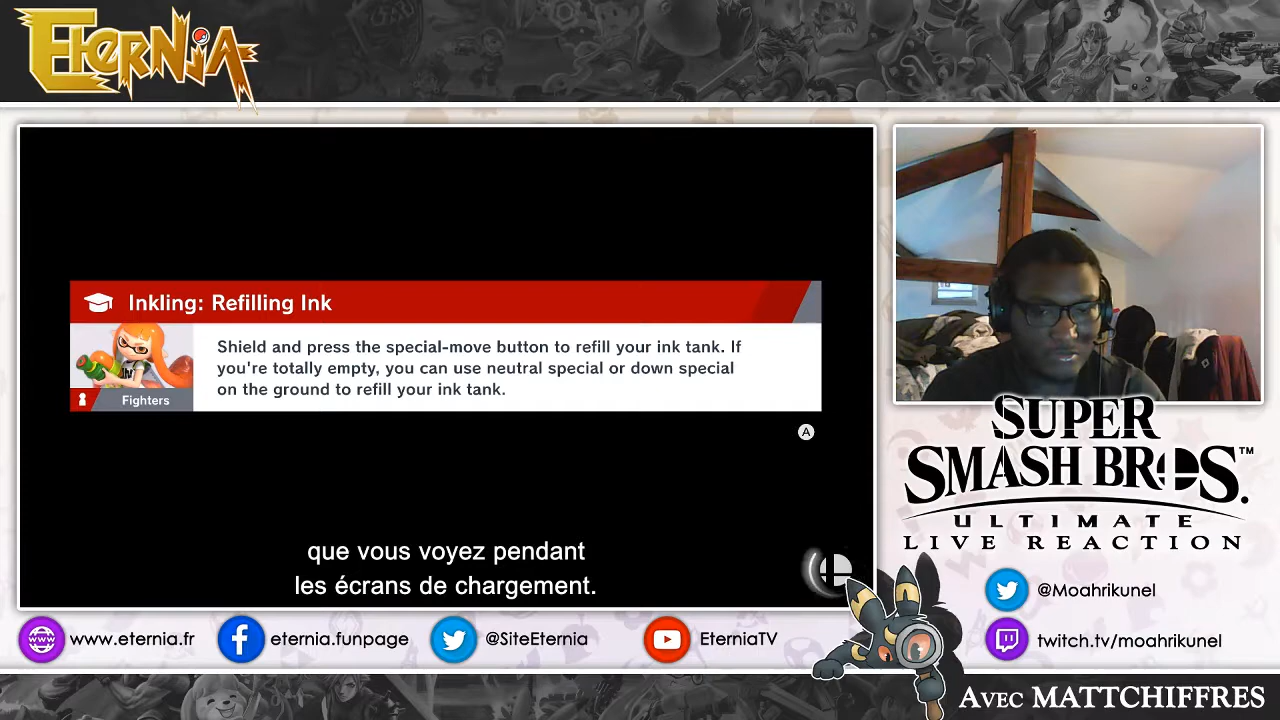 ETERNIA
Inkling: Refilling Ink
Shield and press the special-move button to refill your ink tank. If
you're totally empty, you can use neutral special or down special
on the ground to refill your ink tank.
Fighters
A
que vous voyez pendant
les écrans de chargement.
SUPER
SMASH BROS.™
ULTIMATE
LIVE REACTION
@Moahrikunel
twitch.tv/moahrikunel
www.eternia.fr
eternia.funpage
@SiteEternia
EterniaTV
AVEC MATTCHIFFRES